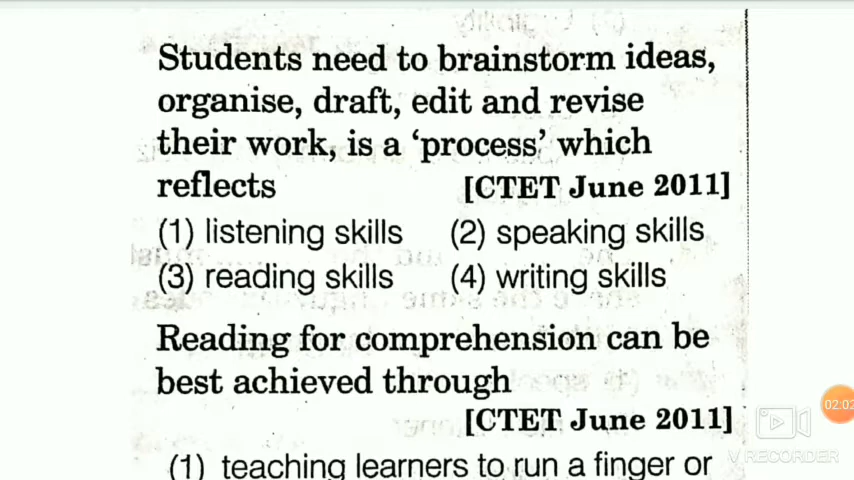 Students need to brainstorm ideas,
organise, draft, edit and revise
their work, is a 'process' which
reflects [CTET June 2011]
(1) listening skills (2) speaking skills
(3) reading skills (4) writing skills
Reading for comprehension can be
best achieved through
[CTET June 2011]
(1) teaching learners to run a finger or
02:02
V RECORDER